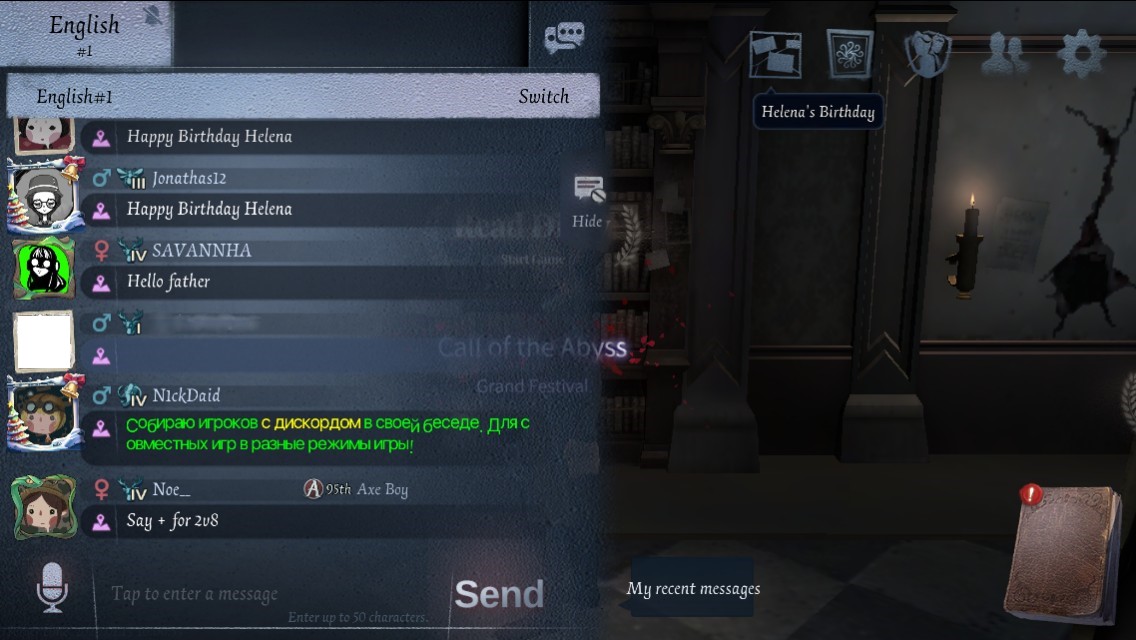 English
#1
English#1
Switch
Helena's Birthday
Happy Birthday Helena
Jonathas12
Happy Birthday Helena
Hide
SAVANNHA
Hello father
Start Game
Call of the Abyss
Grand Festival
N1ckDaid
Собираю игроков с дискордом в своей беседе. Для с
овместных игр в разные режимы игры!
Noe__
95th Axe Boy
Say + for 2v8
Tap to enter a message
Send
Enter up to 50 characters.
My recent messages